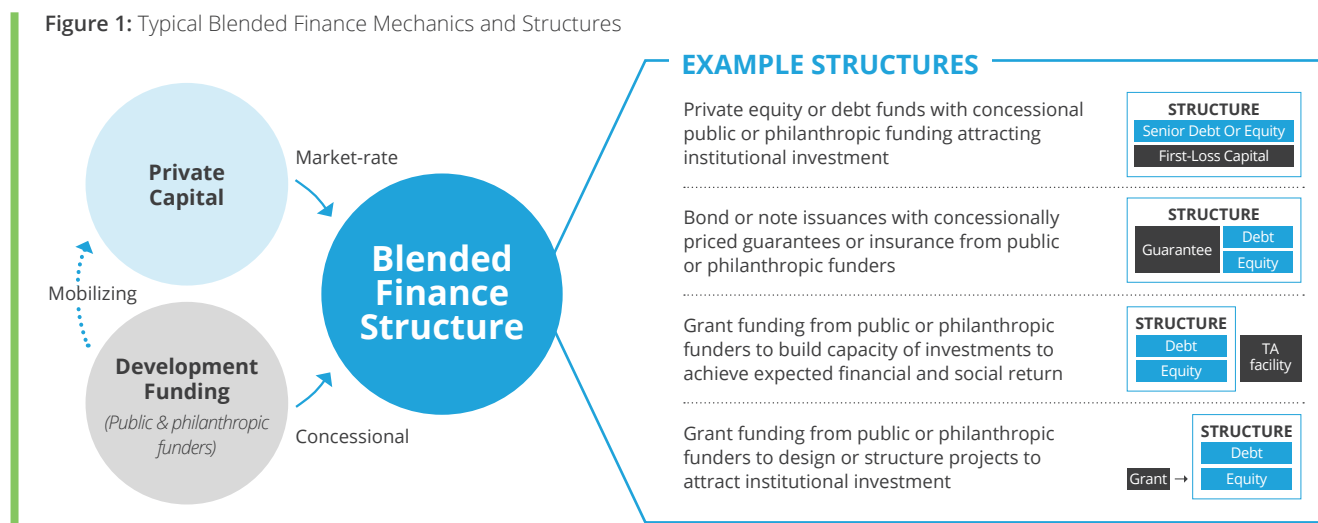 Figure 1: Typical Blended Finance Mechanics and Structures
Private
Capital
Market-rate
Mobilizing
Blended
Finance
Structure
Development
Funding
(Public & philanthropic
funders)
Concessional
EXAMPLE STRUCTURES
Private equity or debt funds with concessional
public or philanthropic funding attracting
institutional investment
STRUCTURE
Senior Debt Or Equity
First-Loss Capital
Bond or note issuances with concessionally
priced guarantees or insurance from public
or philanthropic funders
STRUCTURE
Guarantee
Debt
Equity
Grant funding from public or philanthropic
funders to build capacity of investments to
achieve expected financial and social return
STRUCTURE
Debt
Equity
TA
facility
Grant funding from public or philanthropic
funders to design or structure projects to
attract institutional investment
Grant →
STRUCTURE
Debt
Equity